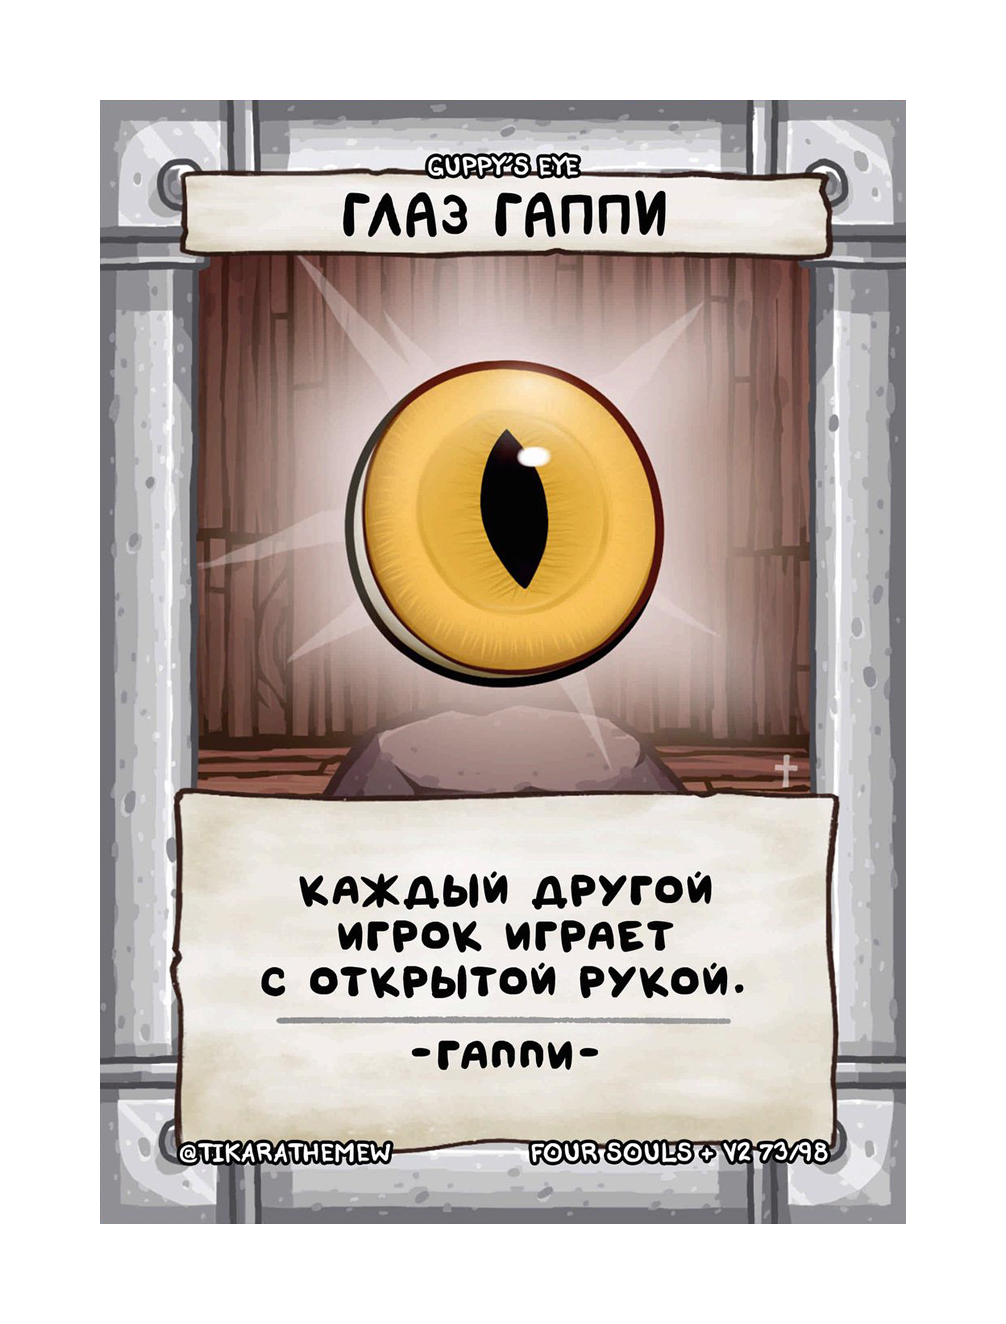 GUPPY'S EYE
ГЛАЗ ГАППИ
КАЖДЫЙ ДРУГОЙ
ИГРОК ИГРАЕТ
С ОТКРЫТОЙ РУКОЙ.
-ГАППИ-
@TIKARATHEMEW
FOUR SOULS + V2 73/98